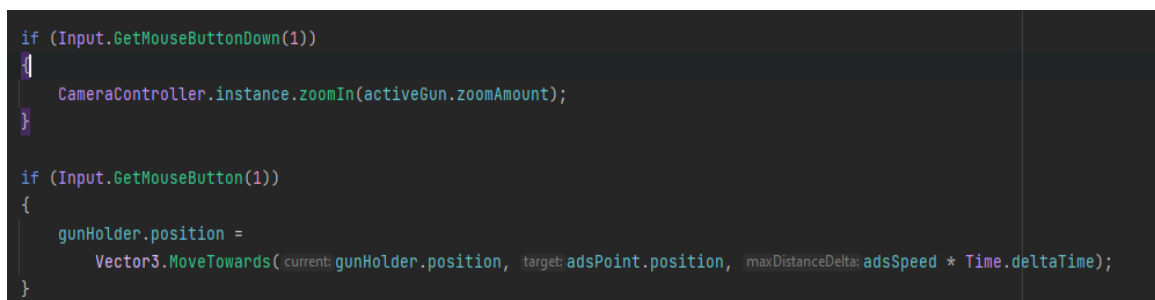 if (Input.GetMouseButtonDown(1))
{
CameraController.instance.zoomIn(activeGun.zoomAmount);
}
if (Input.GetMouseButton(1))
{
gunHolder.position =
Vector3.MoveTowards( current: gunHolder.position, target: adsPoint.position, maxDistanceDelta: adsSpeed * Time.deltaTime);
}